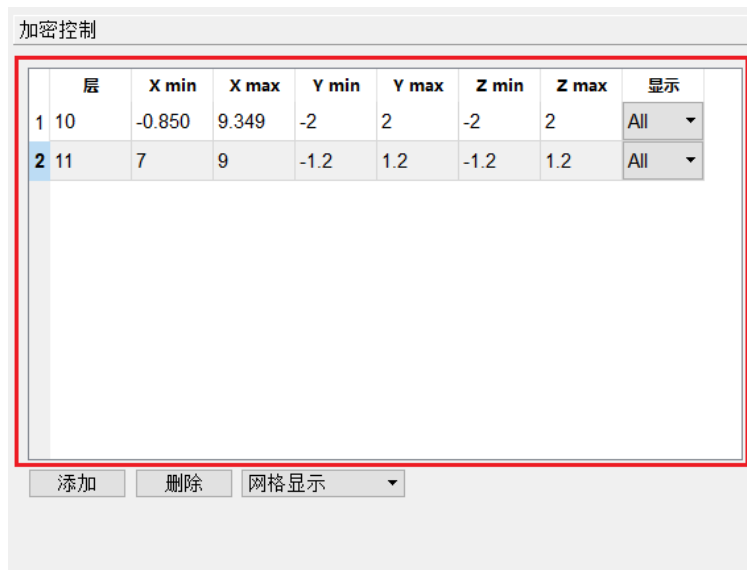 加密控制
层 X min X max Y min Y max Z min Z max 显示
1 10 -0.850 9.349 -2 2 -2 2 All
2 11 7 9 -1.2 1.2 -1.2 1.2 All
添加 删除 网格显示